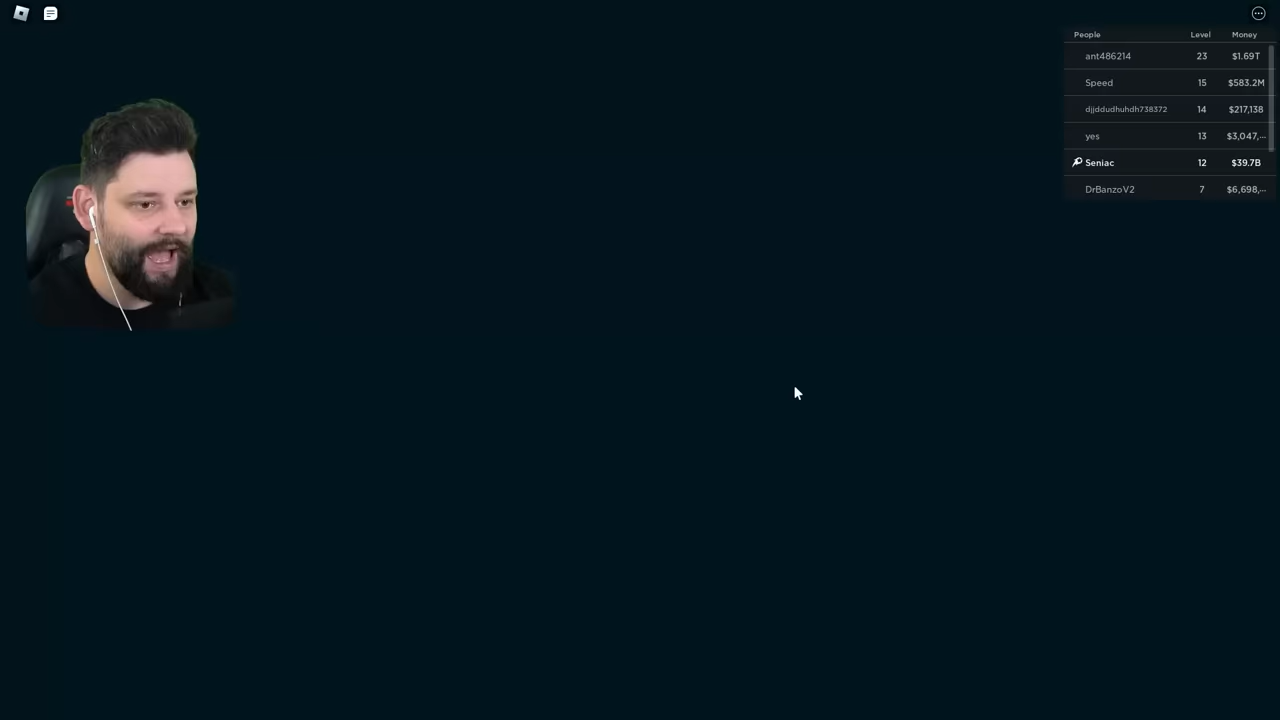 People Level Money
ant486214 23 $1.69T
Speed 15 $583.2M
djjddudhuhdh738372 14 $217,138
yes 13 $3,047,...
Seniac 12 $39.7B
DrBanzoV2 7 $6,698,...